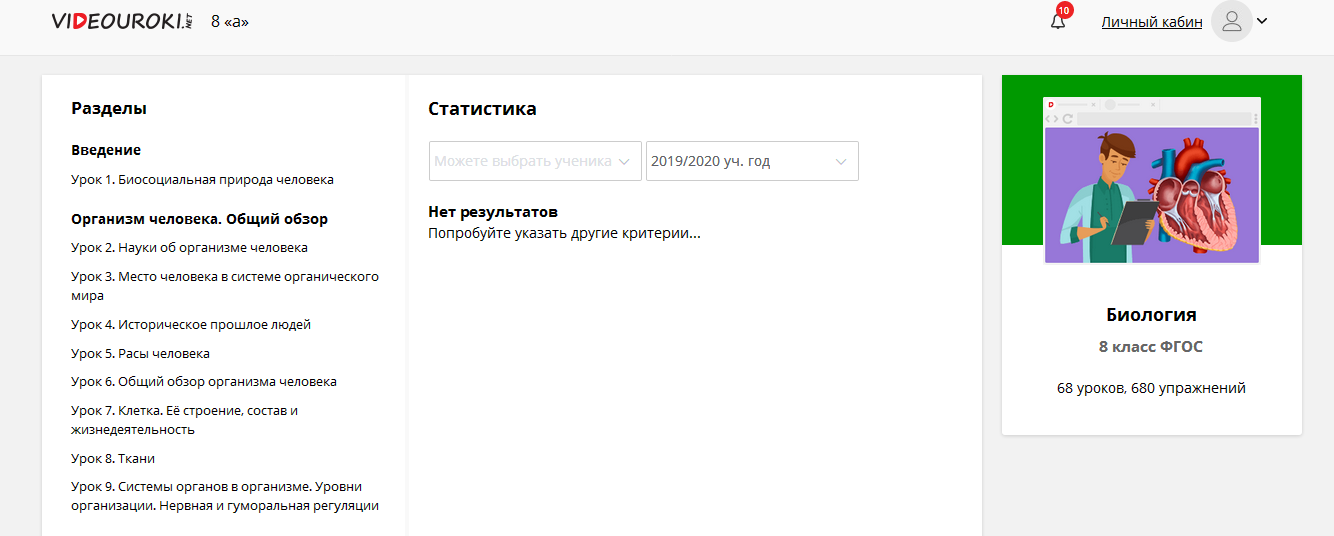 VIDEOUROKI.NET
8 «а»
10
Личный кабин
Разделы
Введение
Урок 1. Биосоциальная природа человека
Организм человека. Общий обзор
Урок 2. Науки об организме человека
Урок 3. Место человека в системе органического
мира
Урок 4. Историческое прошлое людей
Урок 5. Расы человека
Урок 6. Общий обзор организма человека
Урок 7. Клетка. Её строение, состав и
жизнедеятельность
Урок 8. Ткани
Урок 9. Системы органов в организме. Уровни
организации. Нервная и гуморальная регуляции
Статистика
Можете выбрать ученика
2019/2020 уч. год
Нет результатов
Попробуйте указать другие критерии...
Биология
8 класс ФГОС
68 уроков, 680 упражнений